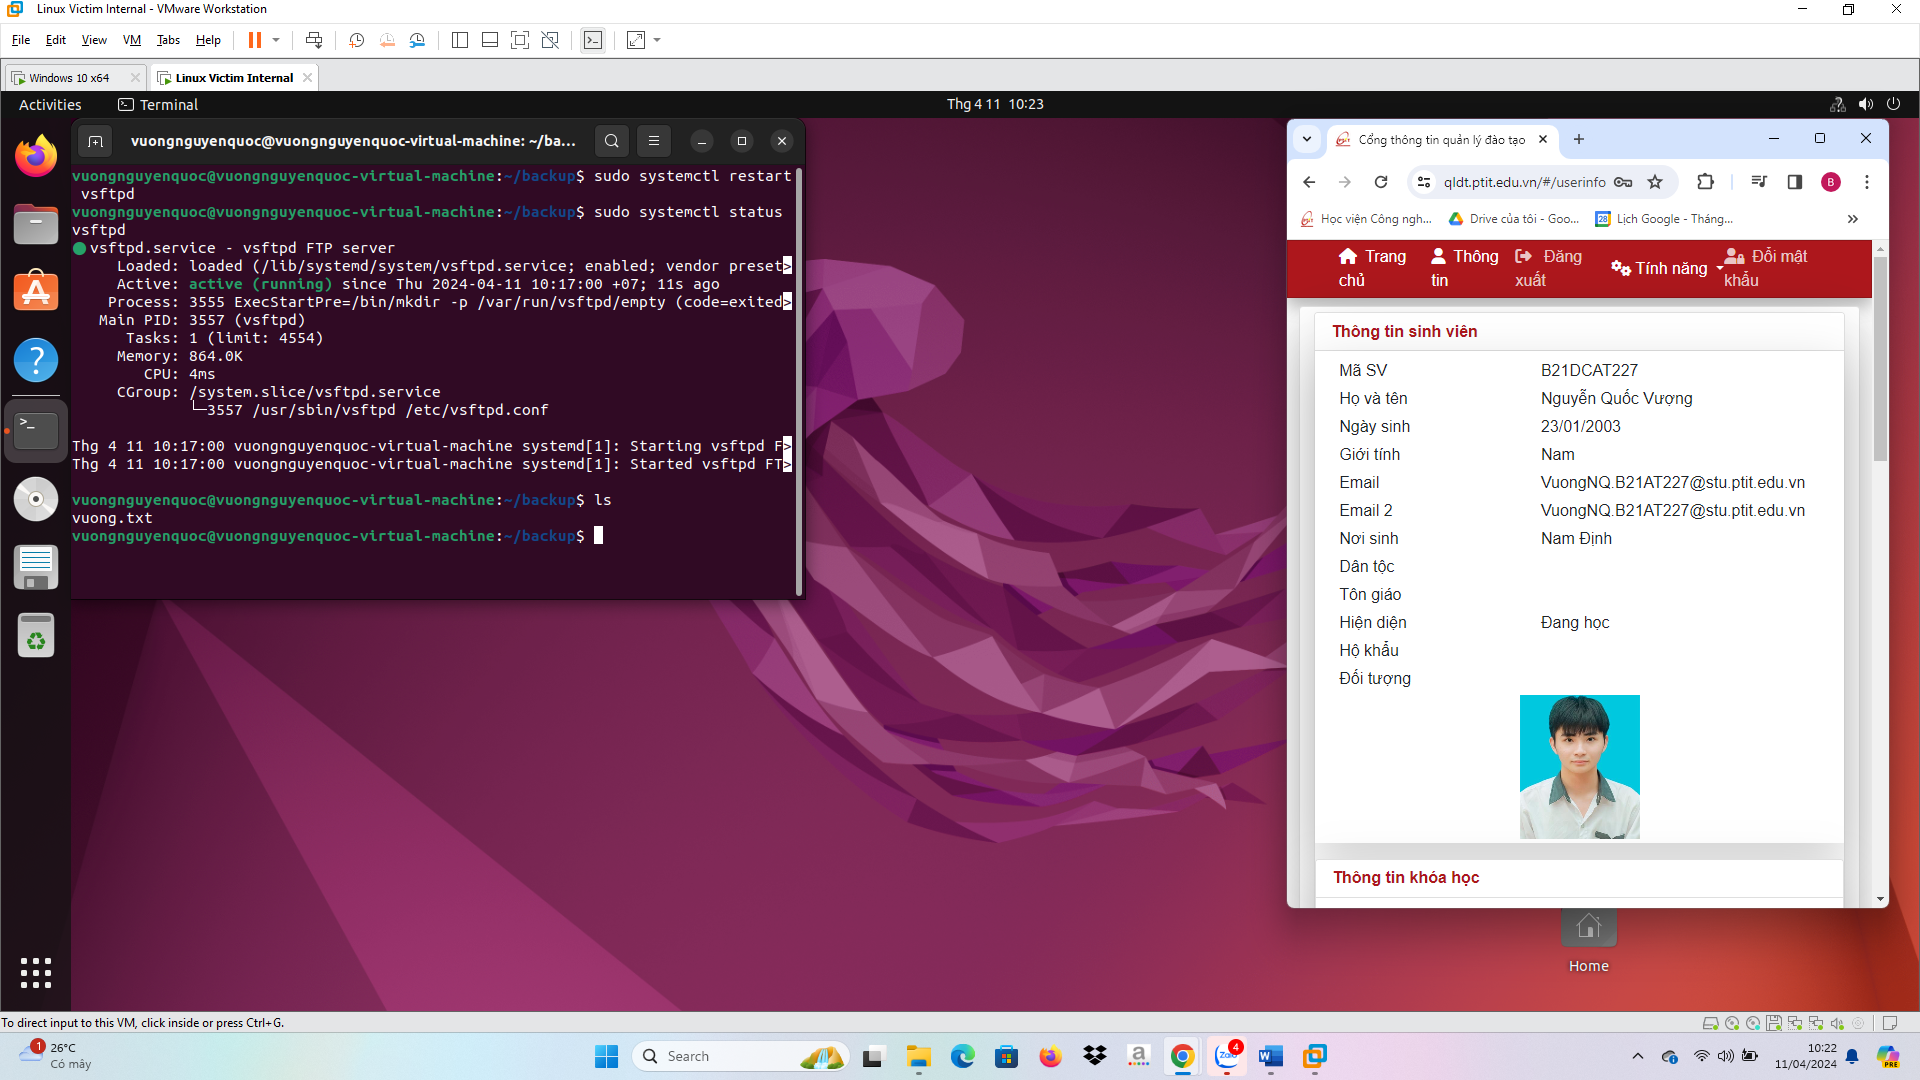 Linux Victim Internal - VMware Workstation
File Edit View VM Tabs Help
Windows 10 x64
Linux Victim Internal
Activities
Terminal
Thg 4 11 10:23
vuongnguyenquoc@vuongnguyenquoc-virtual-machine: ~/ba...
vuongnguyenquoc@vuongnguyenquoc-virtual-machine:~/backup$ sudo systemctl restart
vsftpd
vuongnguyenquoc@vuongnguyenquoc-virtual-machine:~/backup$ sudo systemctl status
vsftpd
vsftpd.service - vsftpd FTP server
Loaded: loaded (/lib/systemd/system/vsftpd.service; enabled; vendor preset>
Active: active (running) since Thu 2024-04-11 10:17:00 +07; 11s ago
Process: 3555 ExecStartPre=/bin/mkdir -p /var/run/vsftpd/empty (code=exited>
Main PID: 3557 (vsftpd)
Tasks: 1 (limit: 4554)
Memory: 864.0K
CPU: 4ms
CGroup: /system.slice/vsftpd.service
└─3557 /usr/sbin/vsftpd /etc/vsftpd.conf
Thg 4 11 10:17:00 vuongnguyenquoc-virtual-machine systemd[1]: Starting vsftpd F>
Thg 4 11 10:17:00 vuongnguyenquoc-virtual-machine systemd[1]: Started vsftpd FT>
vuongnguyenquoc@vuongnguyenquoc-virtual-machine:~/backup$ ls
vuong.txt
vuongnguyenquoc@vuongnguyenquoc-virtual-machine:~/backup$
Cổng thông tin quản lý đào tạo
qldt.ptit.edu.vn/#/userinfo
B
Học viện Công ngh...
Drive của tôi - Goo...
28
Lịch Google - Tháng...
»
Trang chủ
Thông tin
Đăng xuất
Tính năng
Đổi mật khẩu
Thông tin sinh viên
Mã SV B21DCAT227
Họ và tên Nguyễn Quốc Vượng
Ngày sinh 23/01/2003
Giới tính Nam
Email VuongNQ.B21AT227@stu.ptit.edu.vn
Email 2 VuongNQ.B21AT227@stu.ptit.edu.vn
Nơi sinh Nam Định
Dân tộc
Tôn giáo
Hiện diện Đang học
Hộ khẩu
Đối tượng
Thông tin khóa học
Home
To direct input to this VM, click inside or press Ctrl+G.
1
26°C
Có mây
Search
a
Zalo
4
W
10:22
11/04/2024
PRE